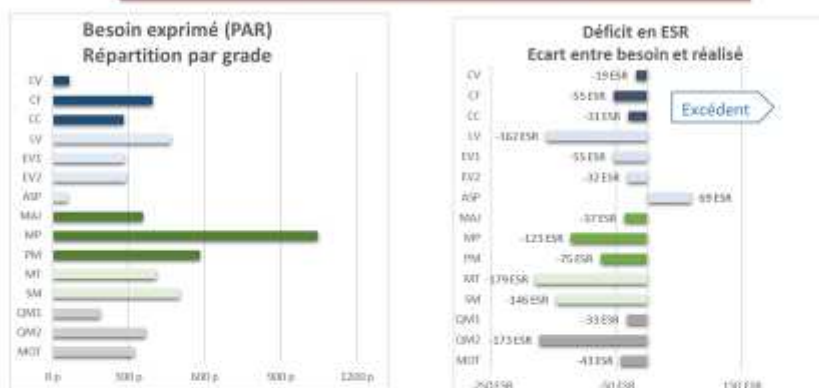 Besoin exprimé (PAR)
Répartition par grade
CV
CF
CC
LV
EV1
EV2
ASP
MAJ
MP
PM
MT
SM
QM1
QM2
MOT
0 p
300 p
600 p
900 p
1200 p
Déficit en ESR
Ecart entre besoin et réalisé
CV -19 ESR
CF -55 ESR
CC -31 ESR
Excédent
LV -162 ESR
EV1 -55 ESR
EV2 -32 ESR
ASP 69 ESR
MAJ -37 ESR
MP -123 ESR
PM -75 ESR
MT -179 ESR
SM -146 ESR
QM1 -33 ESR
QM2 -173 ESR
MOT -43 ESR
-250 ESR
-50 ESR
150 ESR